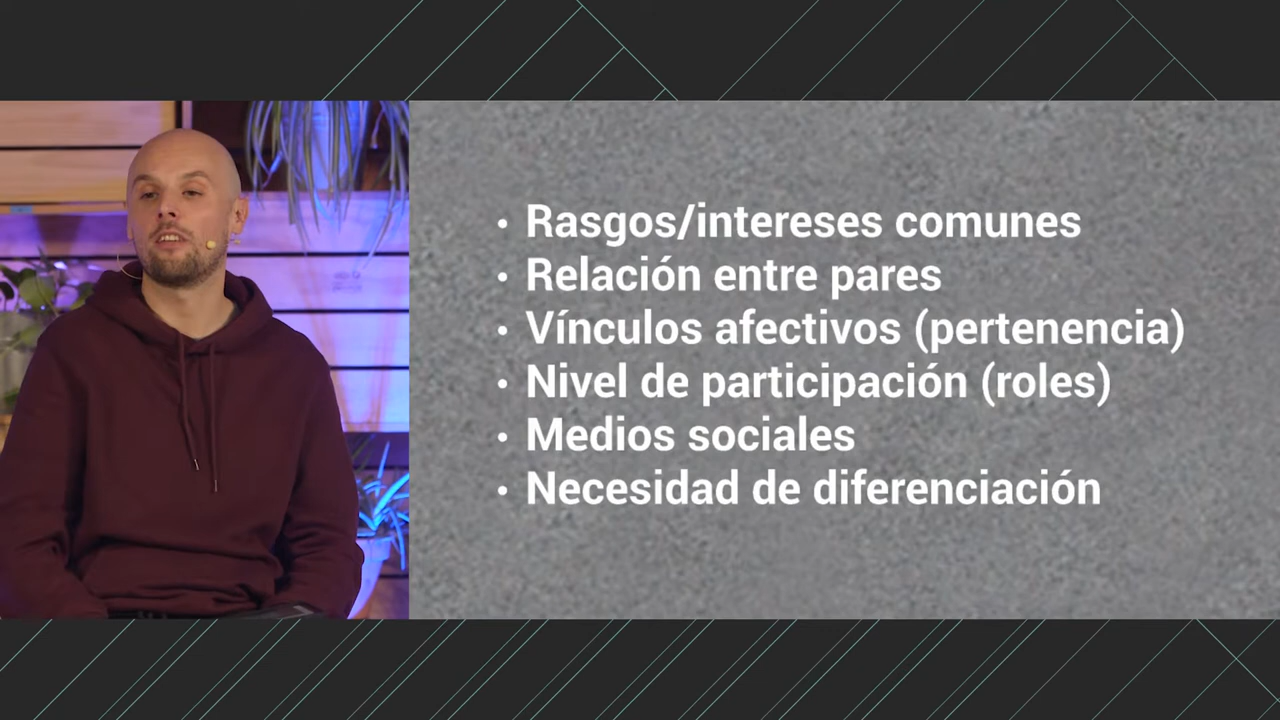 • Rasgos/intereses comunes
• Relación entre pares
• Vínculos afectivos (pertenencia)
• Nivel de participación (roles)
• Medios sociales
• Necesidad de diferenciación